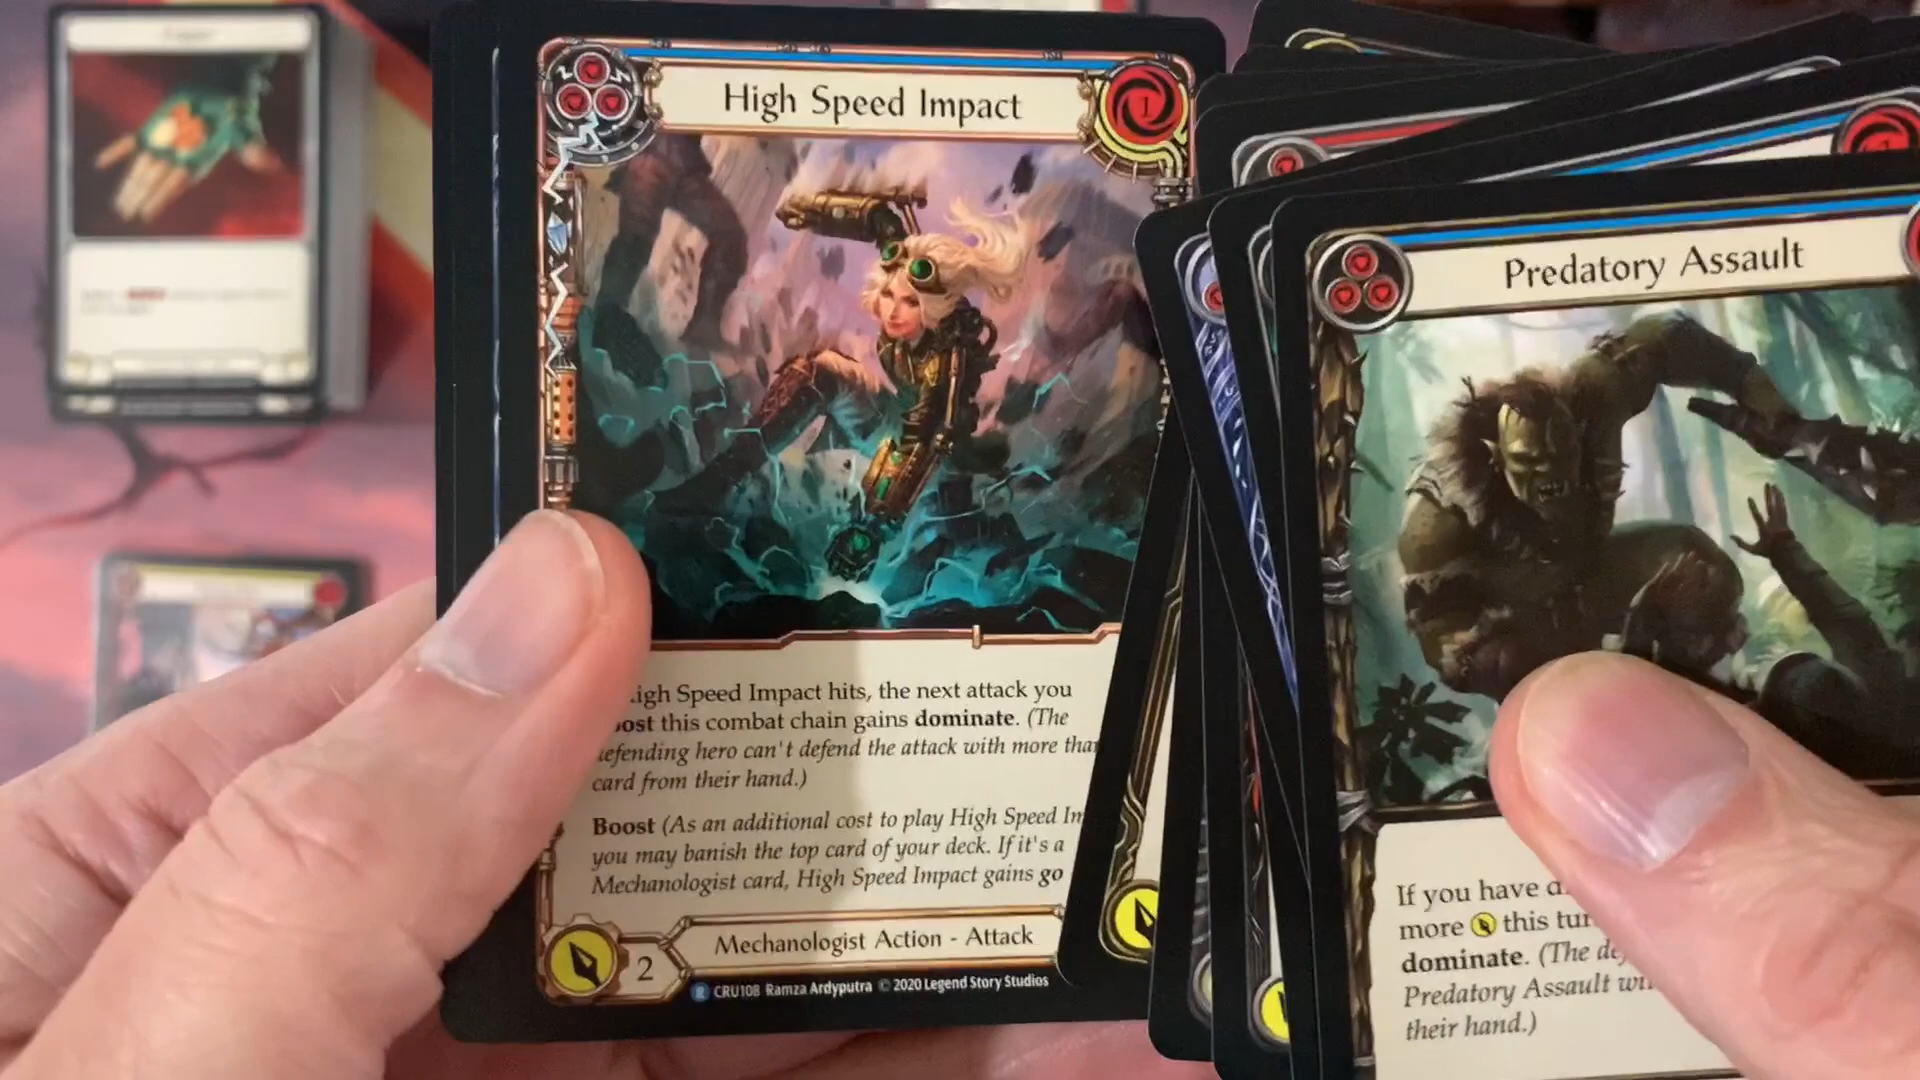 High Speed Impact
1
igh Speed Impact hits, the next attack you
ost this combat chain gains dominate. (The
efending hero can't defend the attack with more than
card from their hand.)
Boost (As an additional cost to play High Speed Im
you may banish the top card of your deck. If it's a
Mechanologist card, High Speed Impact gains go
2
Mechanologist Action - Attack
R CRU108 Ramza Ardyputra © 2020 Legend Story Studios
Predatory Assault
If you have a
more this tur
dominate. (The de
Predatory Assault wi
their hand.)